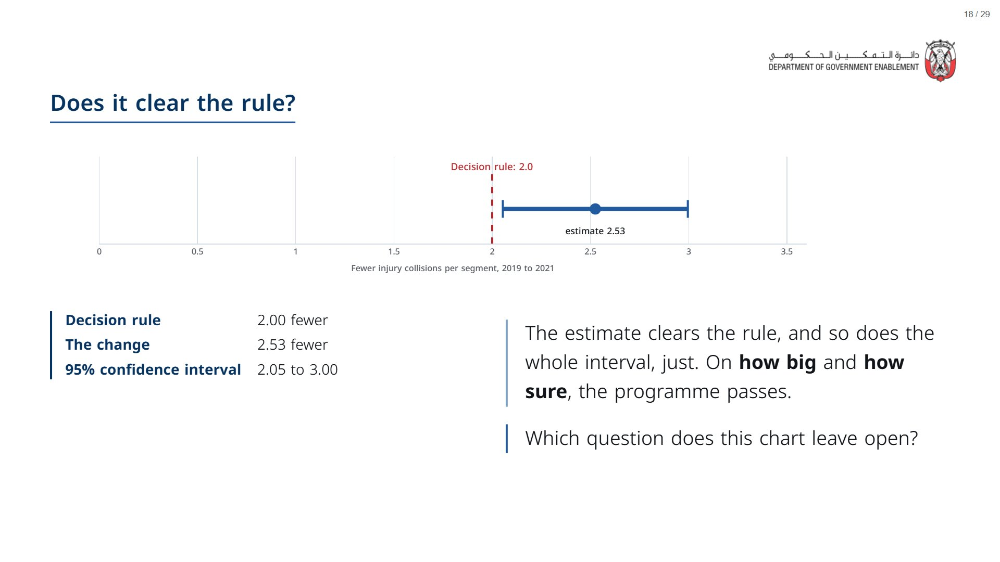 18 / 29
دائرة التمكين الحكومي
DEPARTMENT OF GOVERNMENT ENABLEMENT
Does it clear the rule?
Decision rule: 2.0
estimate 2.53
0 0.5 1 1.5 2 2.5 3 3.5
Fewer injury collisions per segment, 2019 to 2021
Decision rule 2.00 fewer
The change 2.53 fewer
95% confidence interval 2.05 to 3.00
The estimate clears the rule, and so does the
whole interval, just. On how big and how
sure, the programme passes.
Which question does this chart leave open?